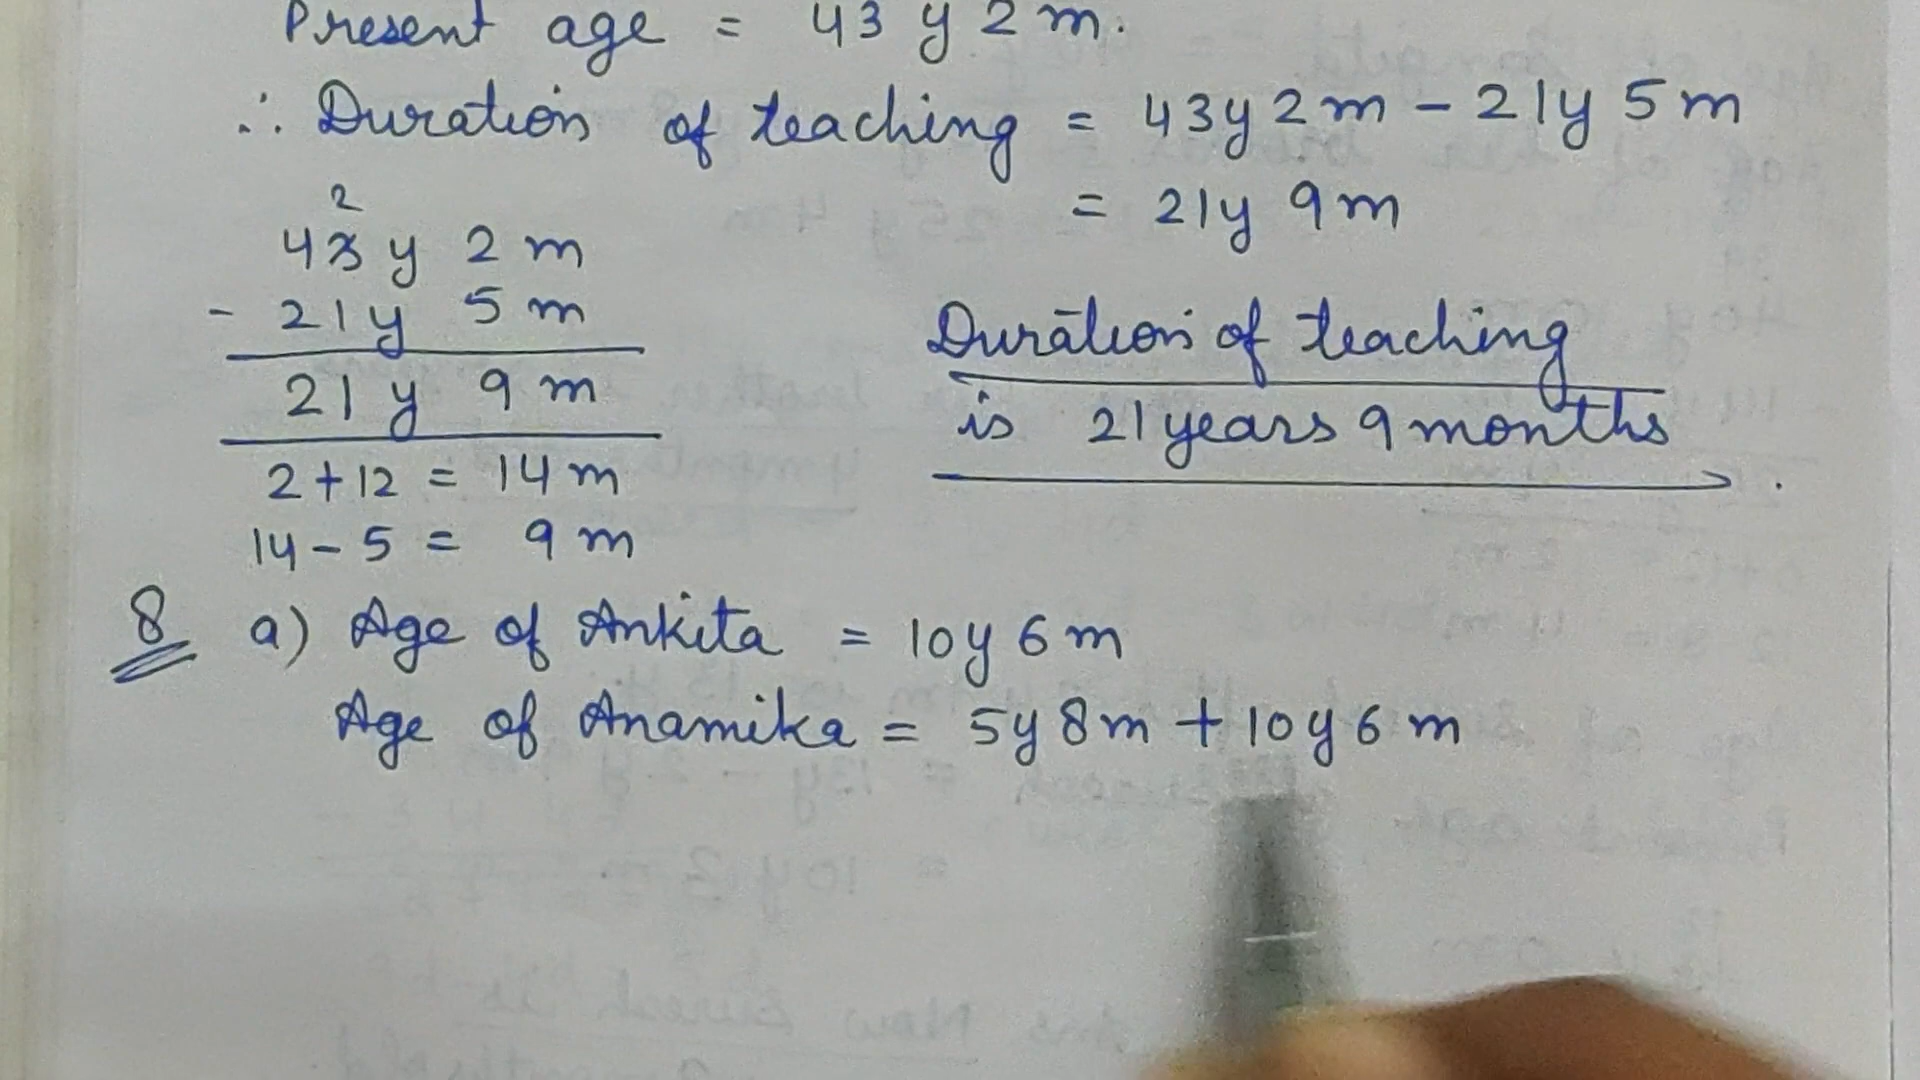 Present age = 43 y 2 m.
∴ Duration of teaching = 43y 2m - 21y 5m
= 21y 9m
2
43 y 2 m
- 21 y 5 m
21 y 9 m
2 + 12 = 14 m
14 - 5 = 9 m
Duration of teaching
is 21 years 9 months.
8 a) Age of Ankita = 10y 6m
Age of Anamika = 5y 8m + 10y 6m